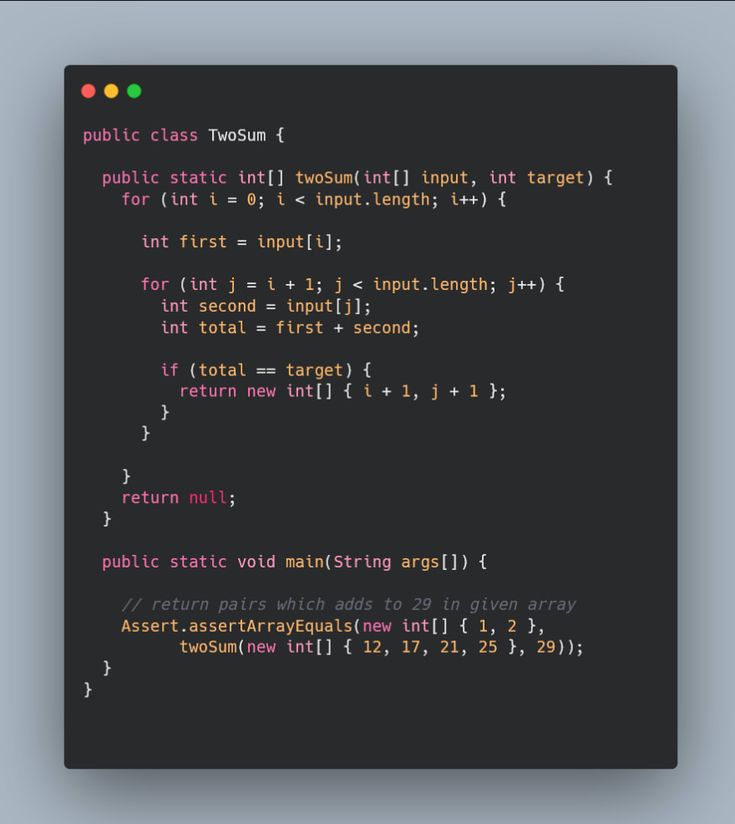 public class TwoSum {
public static int[] twoSum(int[] input, int target) {
for (int i = 0; i < input.length; i++) {
int first = input[i];
for (int j = i + 1; j < input.length; j++) {
int second = input[j];
int total = first + second;
if (total == target) {
return new int[] { i + 1, j + 1 };
}
}
}
return null;
}
public static void main(String args[]) {
// return pairs which adds to 29 in given array
Assert.assertArrayEquals(new int[] { 1, 2 },
twoSum(new int[] { 12, 17, 21, 25 }, 29));
}
}